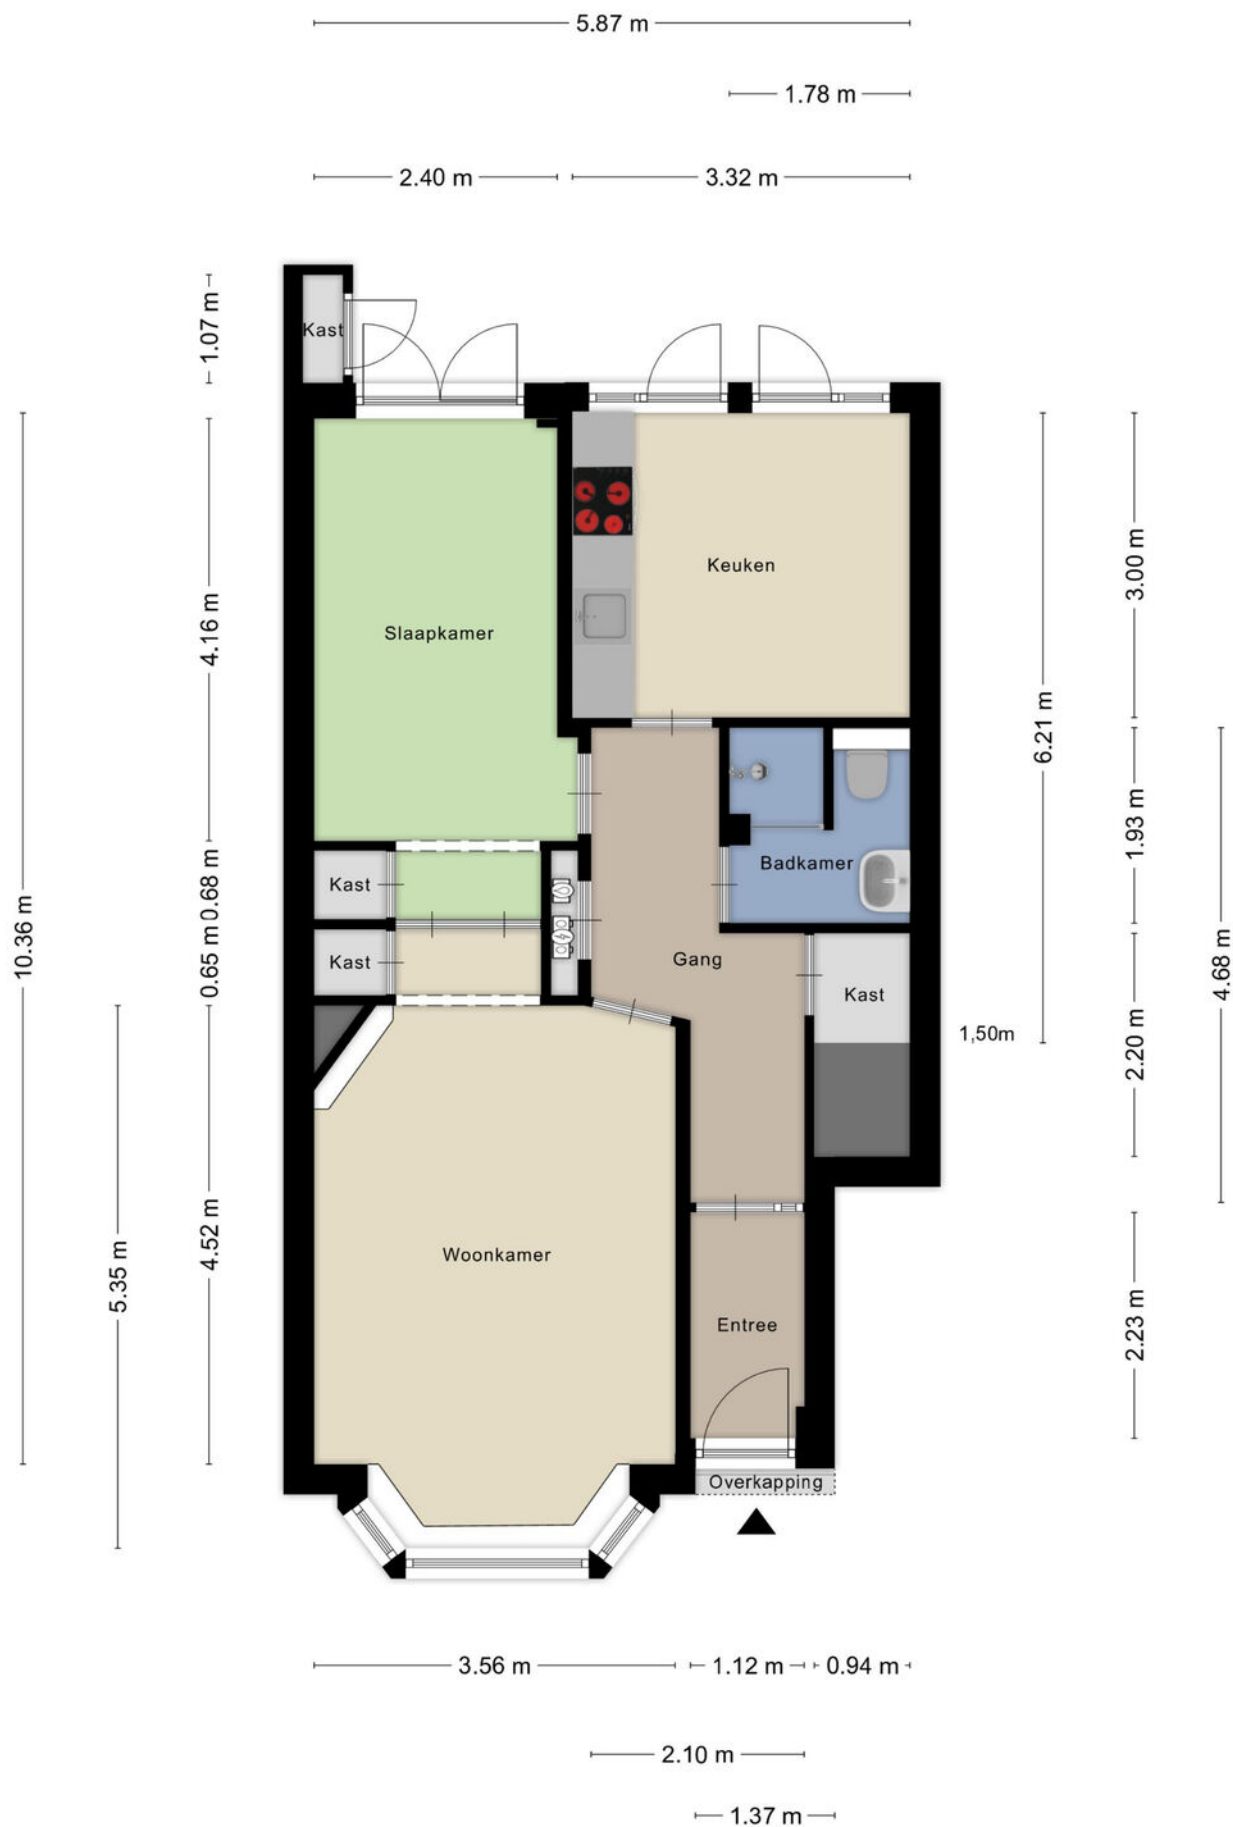 5.87 m
1.78 m
2.40 m
3.32 m
1.07 m
Kast
4.16 m
Slaapkamer
Keuken
3.00 m
6.21 m
10.36 m
0.68 m
0.65 m
Kast
Kast
Badkamer
1.93 m
Gang
Kast
1,50m
2.20 m
4.68 m
5.35 m
4.52 m
Woonkamer
Entree
2.23 m
Overkapping
3.56 m
1.12 m
0.94 m
2.10 m
1.37 m